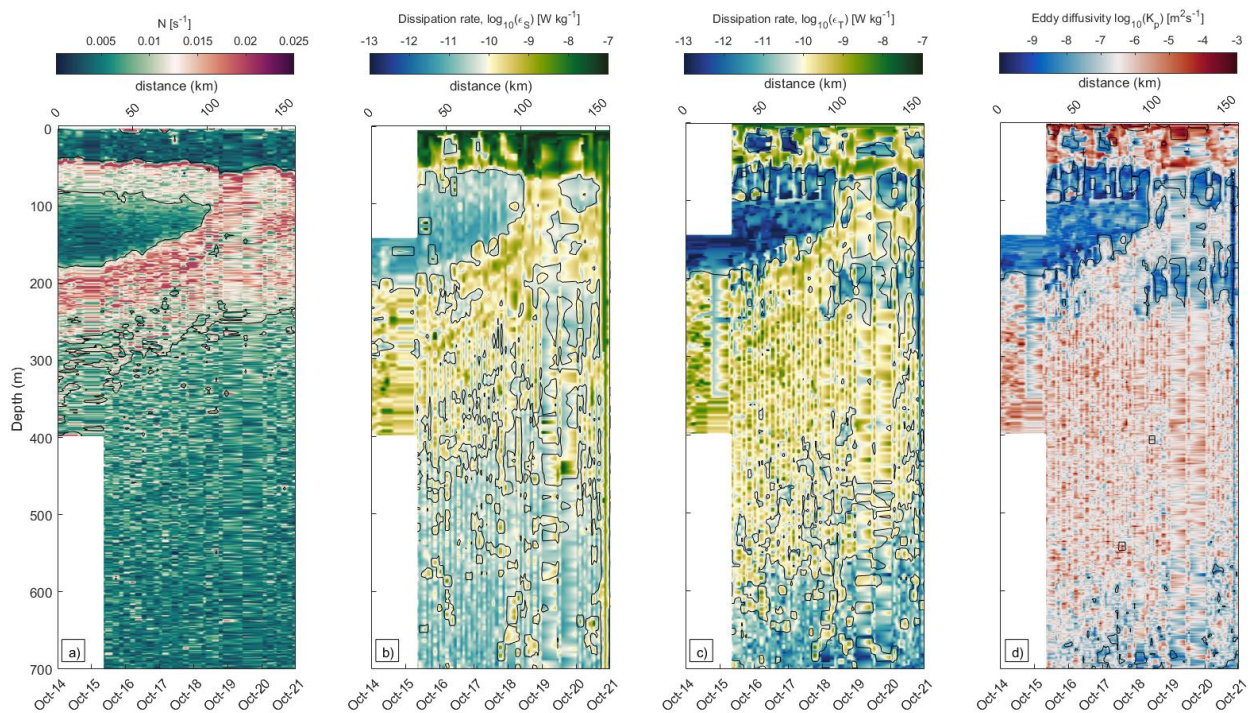 N [s⁻¹]
0.005 0.010 0.015 0.020 0.025
distance (km)
0 50 100 150
Depth (m)
0
100
200
300
400
500
600
700
a)
Oct-14 Oct-15 Oct-16 Oct-17 Oct-18 Oct-19 Oct-20 Oct-21
Dissipation rate, log₁₀(ϵ_S) [W kg⁻¹]
-13 -12 -11 -10 -9 -8 -7
distance (km)
0 50 100 150
b)
Oct-14 Oct-15 Oct-16 Oct-17 Oct-18 Oct-19 Oct-20 Oct-21
Dissipation rate, log₁₀(ϵ_T) [W kg⁻¹]
-13 -12 -11 -10 -9 -8 -7
distance (km)
0 50 100 150
c)
Oct-14 Oct-15 Oct-16 Oct-17 Oct-18 Oct-19 Oct-20 Oct-21
Eddy diffusivity log₁₀(K_ρ) [m²s⁻¹]
-9 -8 -7 -6 -5 -4 -3
distance (km)
0 50 100 150
d)
Oct-14 Oct-15 Oct-16 Oct-17 Oct-18 Oct-19 Oct-20 Oct-21